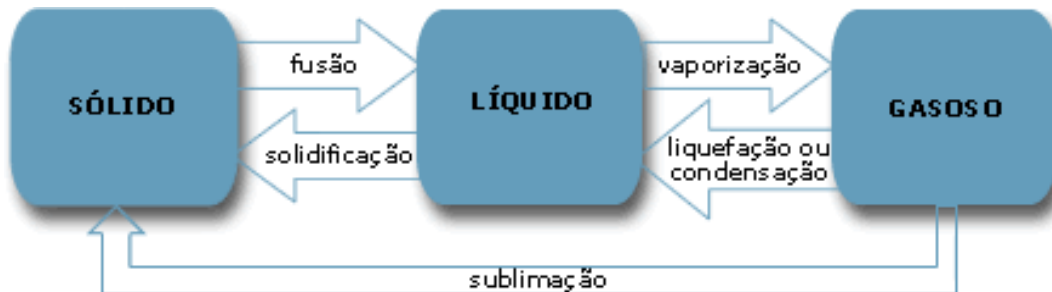 fusão
vaporização
SÓLIDO
LÍQUIDO
GASOSO
solidificação
liquefação ou
condensação
sublimação